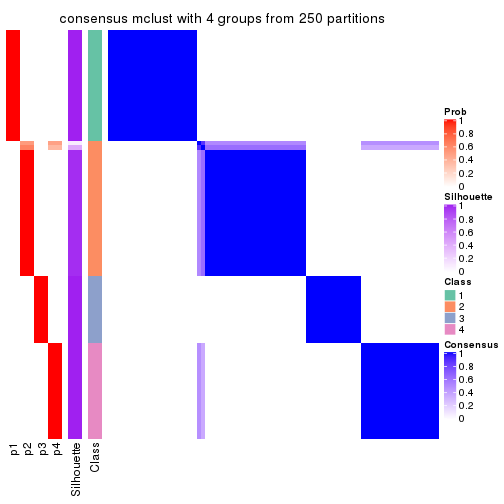 consensus mclust with 4 groups from 250 partitions
Prob
1
0.8
0.6
0.4
0.2
0
Silhouette
1
0.8
0.6
0.4
0.2
0
Class
1
2
3
4
Consensus
1
0.8
0.6
0.4
0.2
0
p1
p2
p3
p4
Silhouette
Class